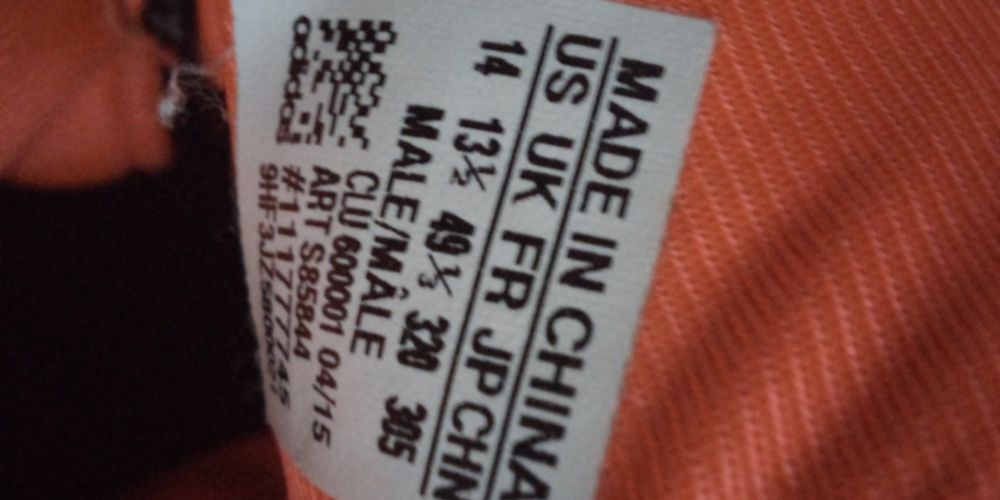 MADE IN CHINA
US UK FR JP CHN
14 13½ 49⅓ 320 305
MALE/MÂLE
CLU 600001 04/15
ART S85844
adidas